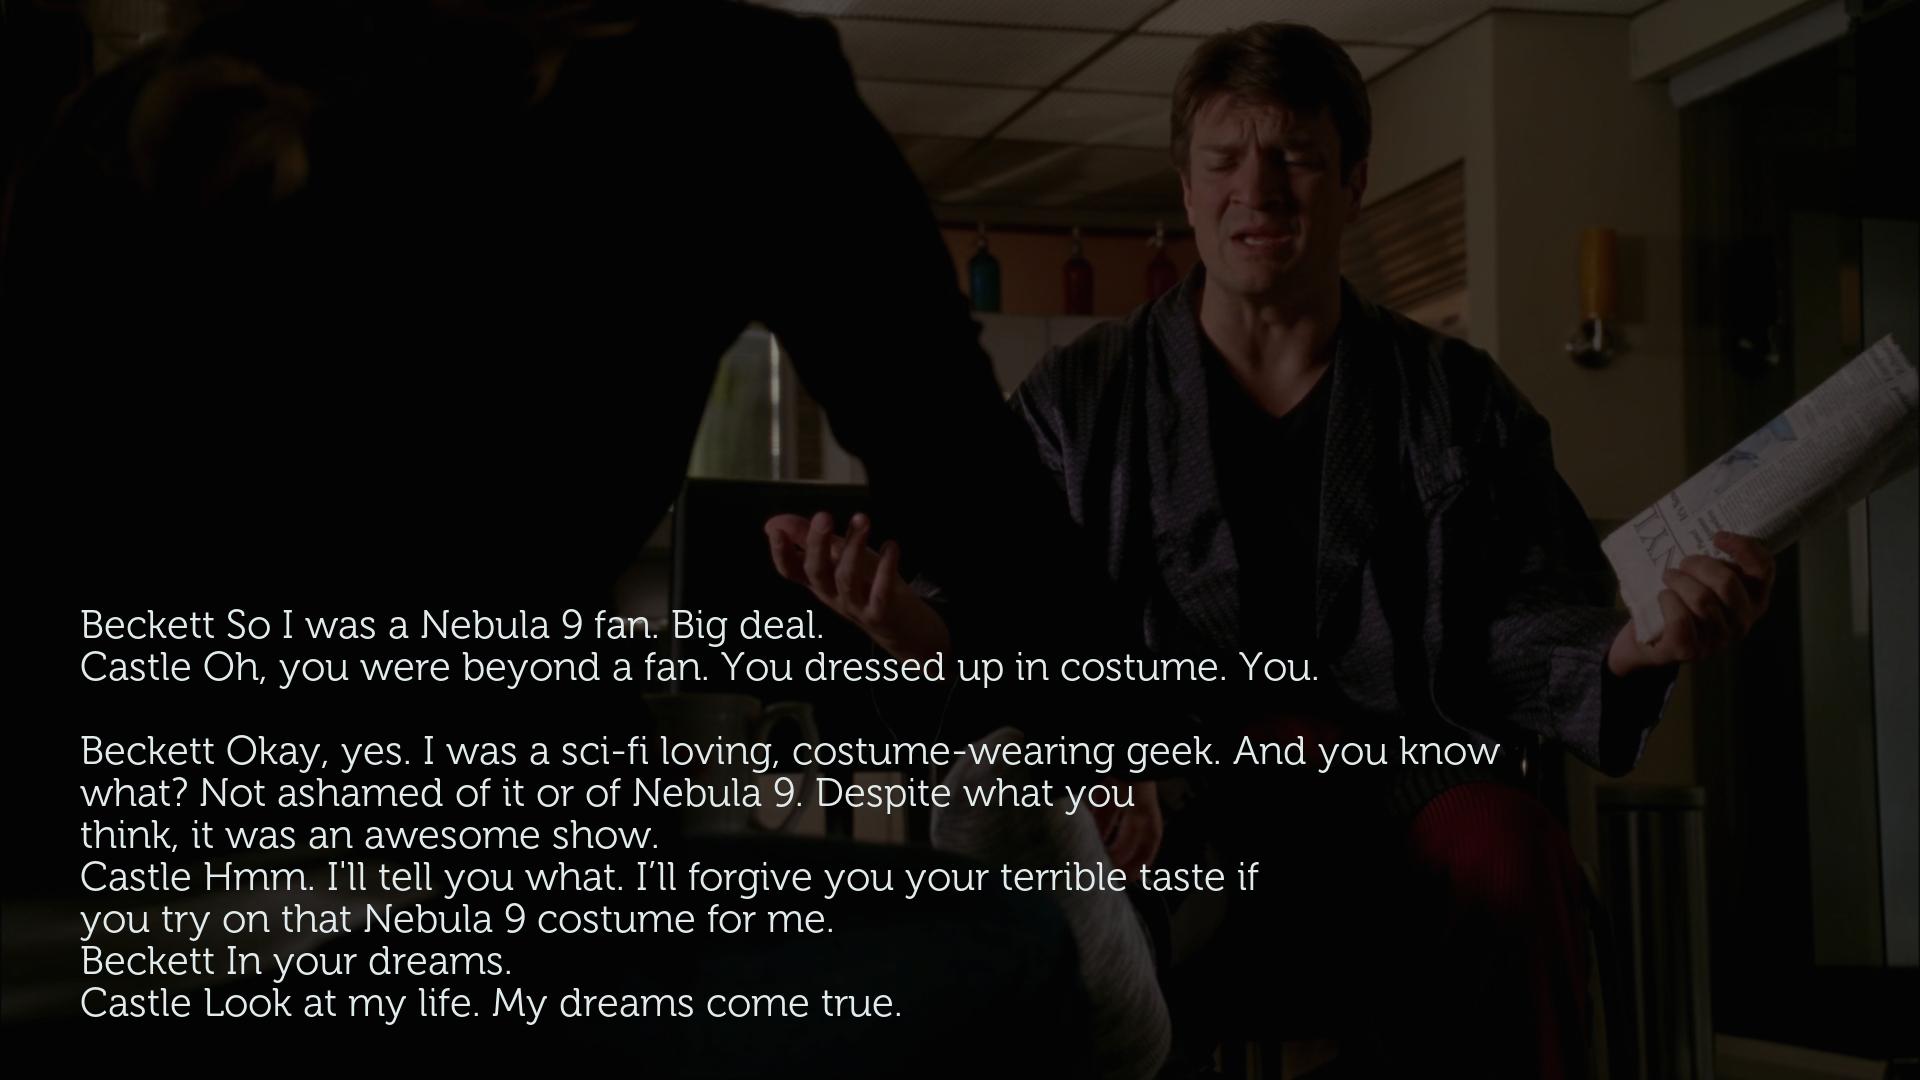 Beckett So I was a Nebula 9 fan. Big deal.
Castle Oh, you were beyond a fan. You dressed up in costume. You.
Beckett Okay, yes. I was a sci-fi loving, costume-wearing geek. And you know
what? Not ashamed of it or of Nebula 9. Despite what you
think, it was an awesome show.
Castle Hmm. I'll tell you what. I’ll forgive you your terrible taste if
you try on that Nebula 9 costume for me.
Beckett In your dreams.
Castle Look at my life. My dreams come true.